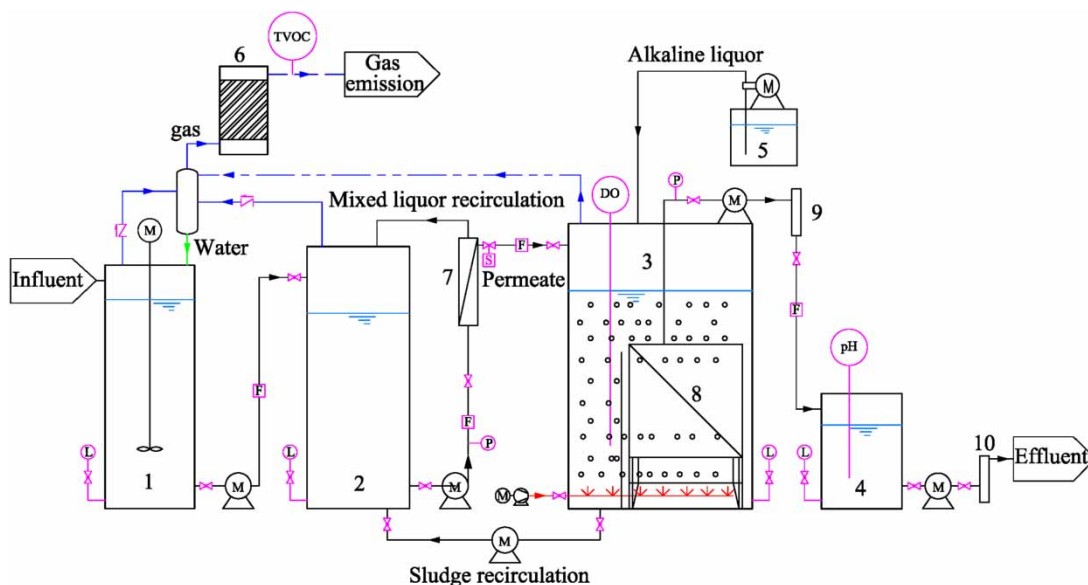 TVOC
6
Gas
emission
Alkaline liquor
M
5
gas
P
M
9
DO
Mixed liquor recirculation
M
Water
3
Influent
7
S
F
Permeate
F
pH
F
8
F
P
10
Effluent
L
1
M
L
2
M
M
L
L
4
M
M
Sludge recirculation